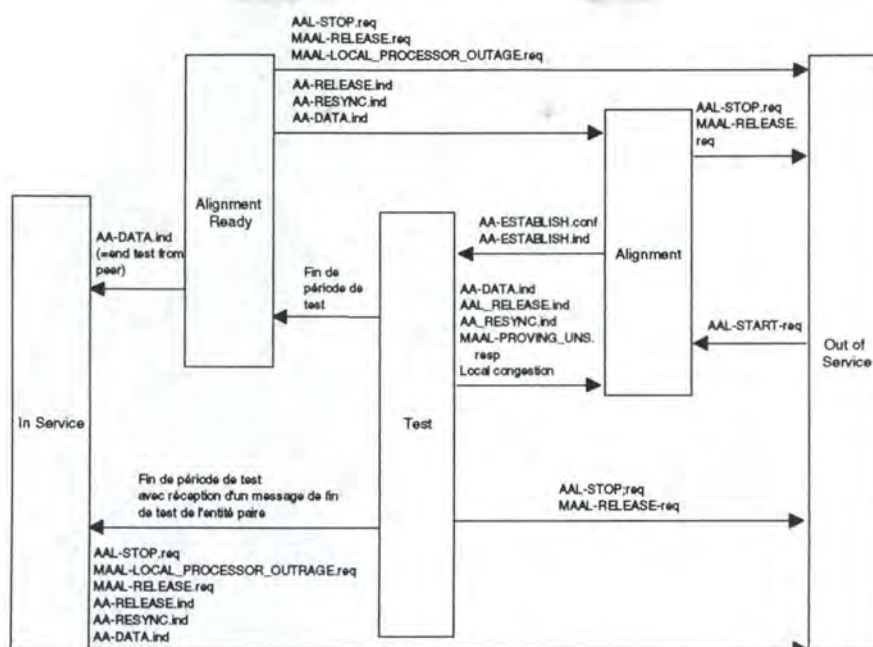 AAL-STOP.req
MAAL-RELEASE.req
MAAL-LOCAL_PROCESSOR_OUTAGE.req
AA-RELEASE.ind
AA-RESYNC.ind
AA-DATA.ind
AAL-STOP.req
MAAL-RELEASE.
req
Alignment
Ready
AA-DATA.ind
(=end test from
peer)
AA-ESTABLISH.conf
AA-ESTABLISH.ind
Alignment
Fin de
période de
test
AA-DATA.ind
AAL_RELEASE.ind
AA_RESYNC.ind
MAAL-PROVING_UNS.
resp
Local congestion
AAL-START-req
Out of
Service
In Service
Test
Fin de période de test
avec réception d'un message de fin
de test de l'entité paire
AAL-STOP;req
MAAL-RELEASE-req
AAL-STOP.req
MAAL-LOCAL_PROCESSOR_OUTRAGE.req
MAAL-RELEASE.req
AA-RELEASE.ind
AA-RESYNC.ind
AA-DATA.ind